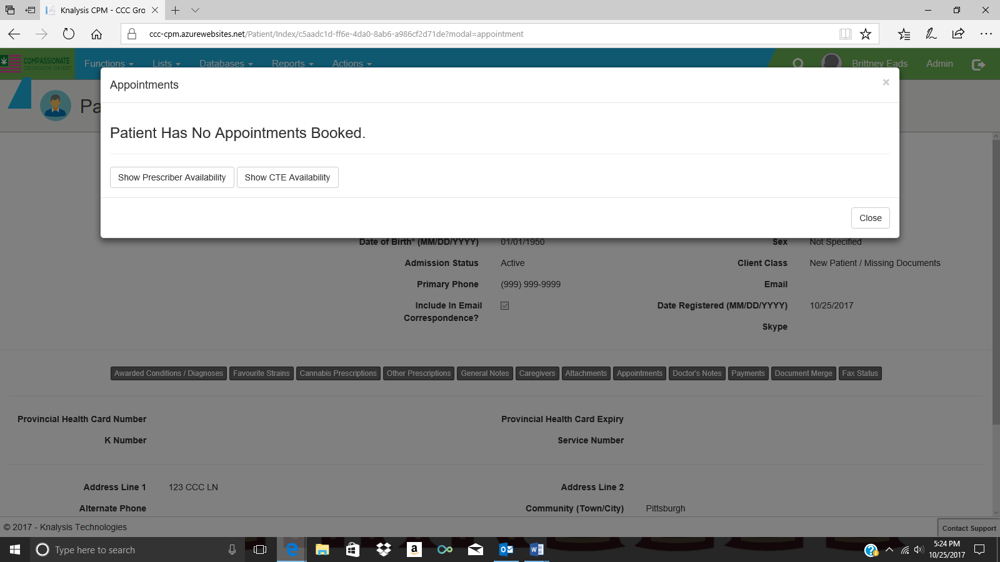 Knalysis CPM - CCC Gro
ccc-cpm.azurewebsites.net/Patient/Index/c5aadc1d-ff6e-4da0-8ab6-a986cf2d71de?modal=appointment
COMPASSIONATE
CERTIFICATION CENTERS
Functions Lists Databases Reports Actions Brittney Eads Admin
Pa
Appointments ×
Patient Has No Appointments Booked.
Show Prescriber Availability Show CTE Availability
Close
Date of Birth* (MM/DD/YYYY) 01/01/1950 Sex Not Specified
Admission Status Active Client Class New Patient / Missing Documents
Primary Phone (999) 999-9999 Email
Include In Email Correspondence? Date Registered (MM/DD/YYYY) 10/25/2017
Skype
Awarded Conditions / Diagnoses Favourite Strains Cannabis Prescriptions Other Prescriptions General Notes Caregivers Attachments Appointments Doctor's Notes Payments Document Merge Fax Status
Provincial Health Card Number Provincial Health Card Expiry
K Number Service Number
Address Line 1 123 CCC LN Address Line 2
Alternate Phone Community (Town/City) Pittsburgh
© 2017 - Knalysis Technologies Contact Support
Type here to search
5:24 PM
10/25/2017